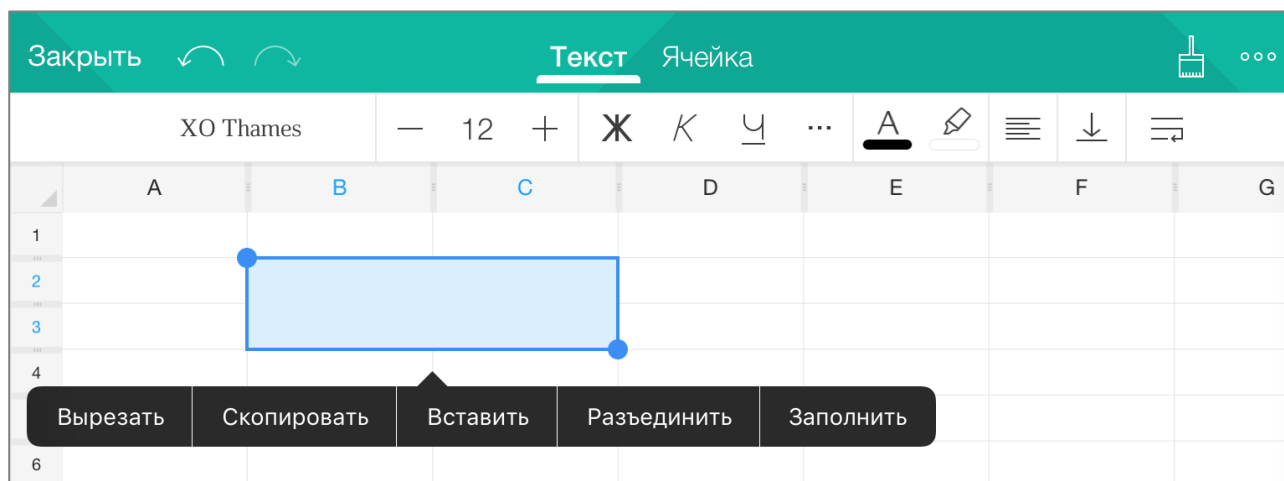 Закрыть Текст Ячейка
XO Thames — 12 + Ж К Ч ... А
A B C D E F G
1
2
3
4
Вырезать Скопировать Вставить Разъединить Заполнить
6